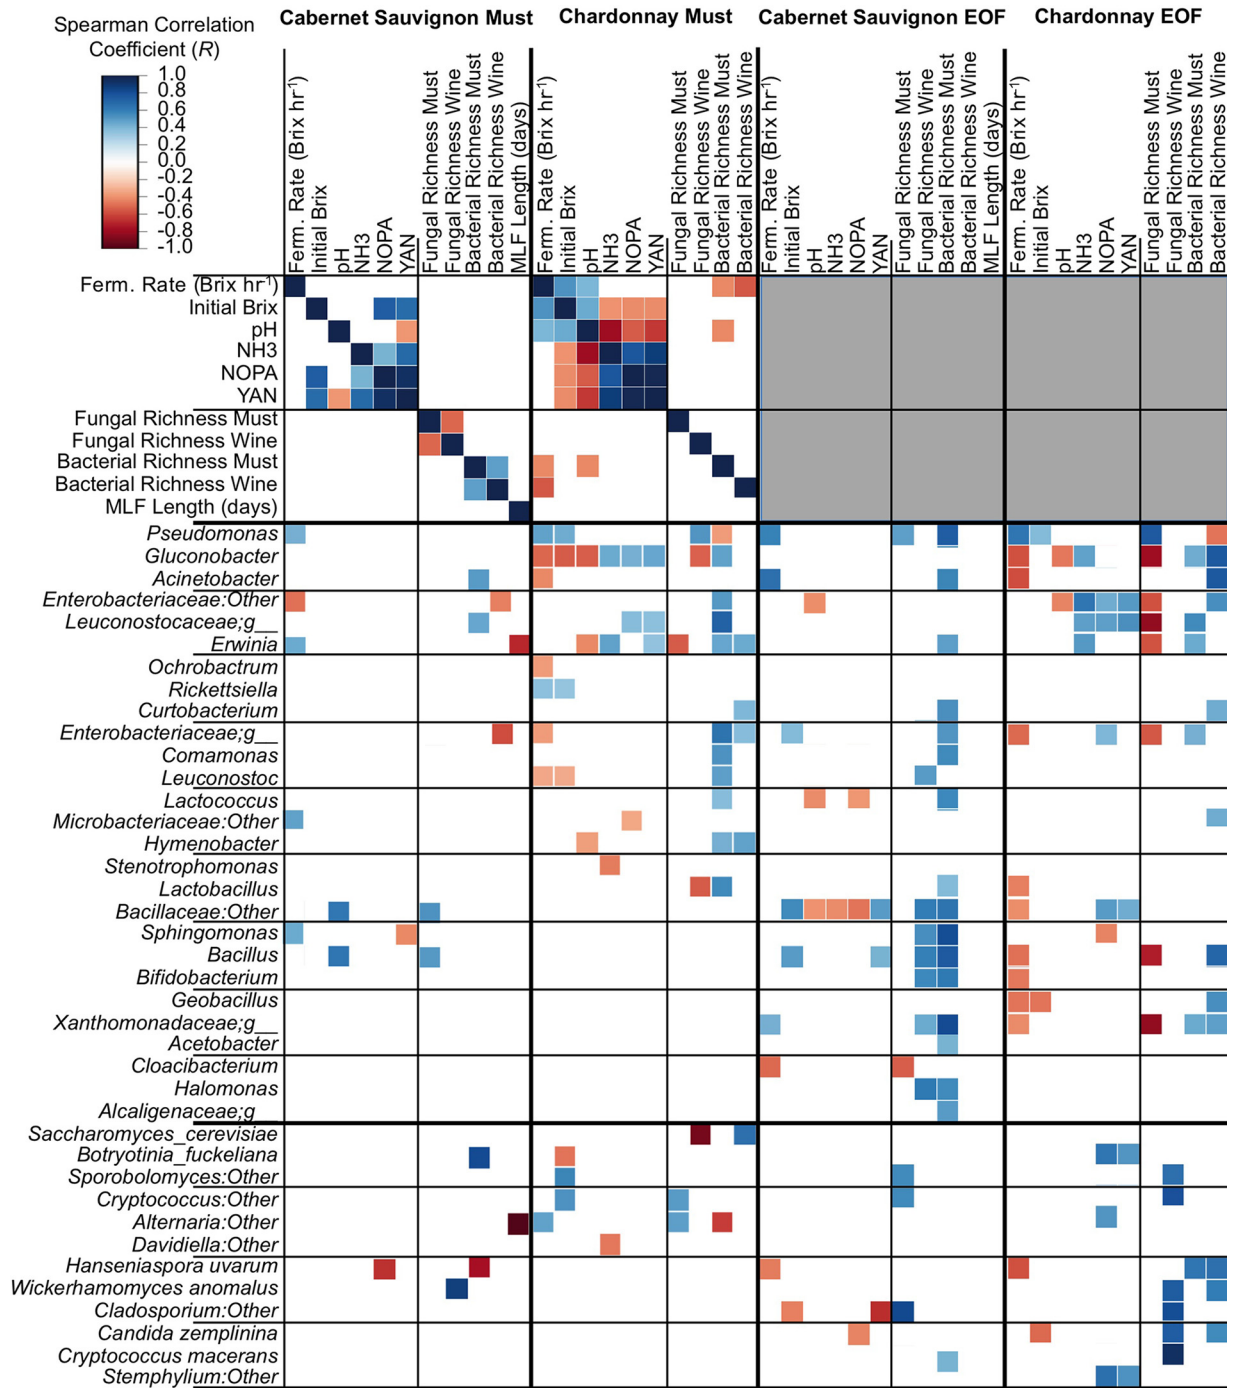 Spearman Correlation
Coefficient (R)
1.0
0.8
0.6
0.4
0.2
0.0
-0.2
-0.4
-0.6
-0.8
-1.0
Cabernet Sauvignon Must
Ferm. Rate (Brix hr-1)
Initial Brix
pH
NH3
NOPA
YAN
Fungal Richness Must
Fungal Richness Wine
Bacterial Richness Must
Bacterial Richness Wine
MLF Length (days)
Chardonnay Must
Ferm. Rate (Brix hr-1)
Initial Brix
pH
NH3
NOPA
YAN
Fungal Richness Must
Fungal Richness Wine
Bacterial Richness Must
Bacterial Richness Wine
Cabernet Sauvignon EOF
Ferm. Rate (Brix hr-1)
Initial Brix
pH
NH3
NOPA
YAN
Fungal Richness Must
Fungal Richness Wine
Bacterial Richness Must
Bacterial Richness Wine
MLF Length (days)
Chardonnay EOF
Ferm. Rate (Brix hr-1)
Initial Brix
pH
NH3
NOPA
YAN
Fungal Richness Must
Fungal Richness Wine
Bacterial Richness Must
Bacterial Richness Wine
Ferm. Rate (Brix hr-1)
Initial Brix
pH
NH3
NOPA
YAN
Fungal Richness Must
Fungal Richness Wine
Bacterial Richness Must
Bacterial Richness Wine
MLF Length (days)
Pseudomonas
Gluconobacter
Acinetobacter
Enterobacteriaceae:Other
Leuconostocaceae;g__
Erwinia
Ochrobactrum
Rickettsiella
Curtobacterium
Enterobacteriaceae;g__
Comamonas
Leuconostoc
Lactococcus
Microbacteriaceae:Other
Hymenobacter
Stenotrophomonas
Lactobacillus
Bacillaceae:Other
Sphingomonas
Bacillus
Bifidobacterium
Geobacillus
Xanthomonadaceae;g__
Acetobacter
Cloacibacterium
Halomonas
Alcaligenaceae;g__
Saccharomyces_cerevisiae
Botryotinia_fuckeliana
Sporobolomyces:Other
Cryptococcus:Other
Alternaria:Other
Davidiella:Other
Hanseniaspora uvarum
Wickerhamomyces anomalus
Cladosporium:Other
Candida zemplinina
Cryptococcus macerans
Stemphylium:Other